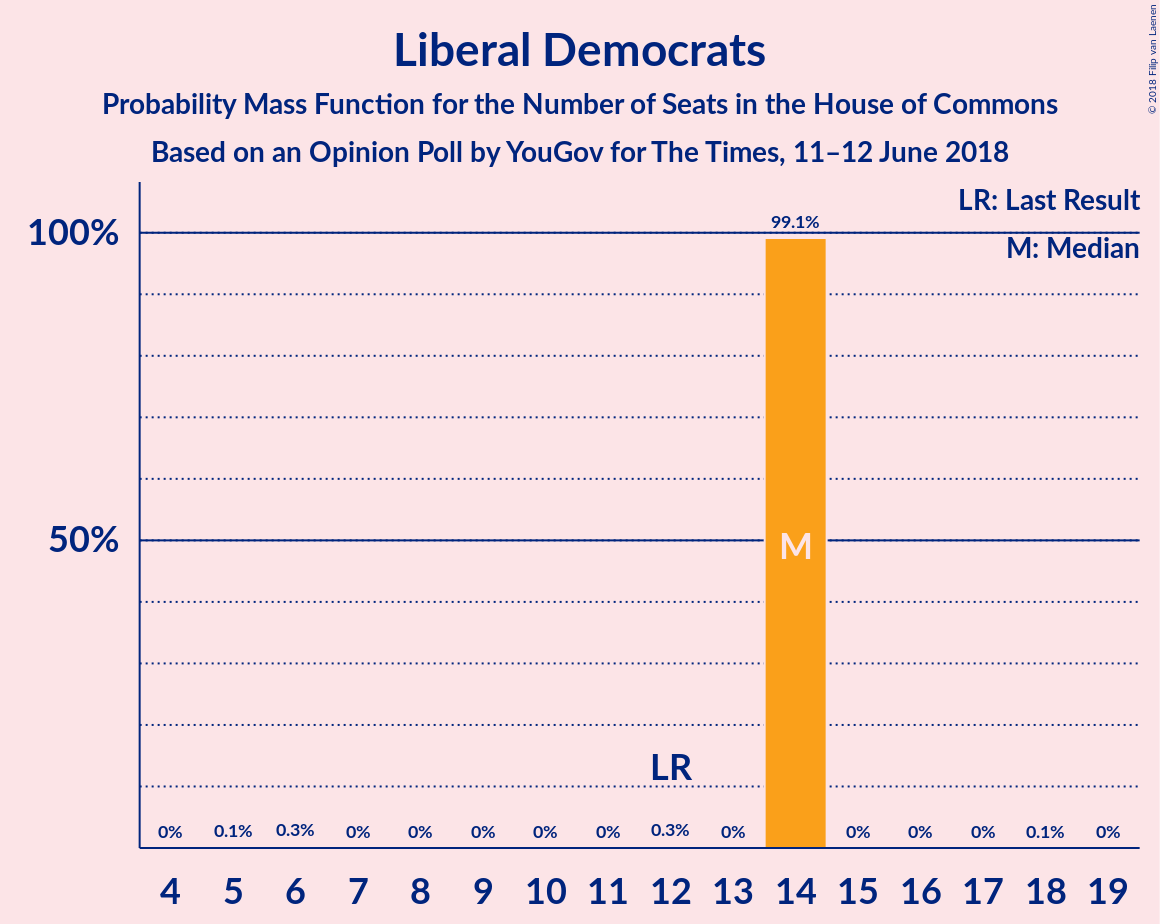 Liberal Democrats
Probability Mass Function for the Number of Seats in the House of Commons
Based on an Opinion Poll by YouGov for The Times, 11–12 June 2018
© 2018 Filip van Laenen
LR: Last Result
M: Median
100%
50%
99.1%
M
LR
0% 0.1% 0.3% 0% 0% 0% 0% 0% 0.3% 0% 0% 0% 0% 0.1% 0%
4 5 6 7 8 9 10 11 12 13 14 15 16 17 18 19